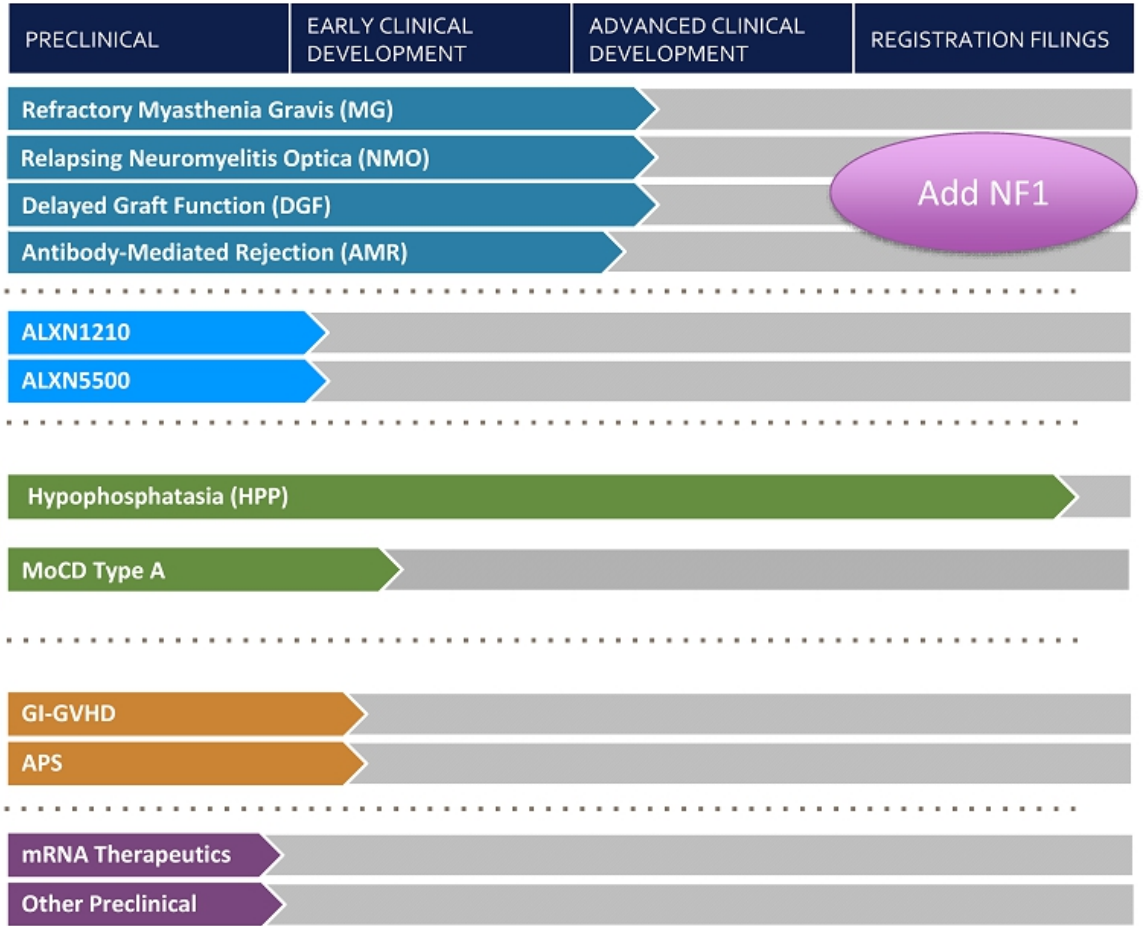 PRECLINICAL
EARLY CLINICAL
DEVELOPMENT
ADVANCED CLINICAL
DEVELOPMENT
REGISTRATION FILINGS
Refractory Myasthenia Gravis (MG)
Relapsing Neuromyelitis Optica (NMO)
Delayed Graft Function (DGF)
Add NF1
Antibody-Mediated Rejection (AMR)
ALXN1210
ALXN5500
Hypophosphatasia (HPP)
MoCD Type A
GI-GVHD
APS
mRNA Therapeutics
Other Preclinical